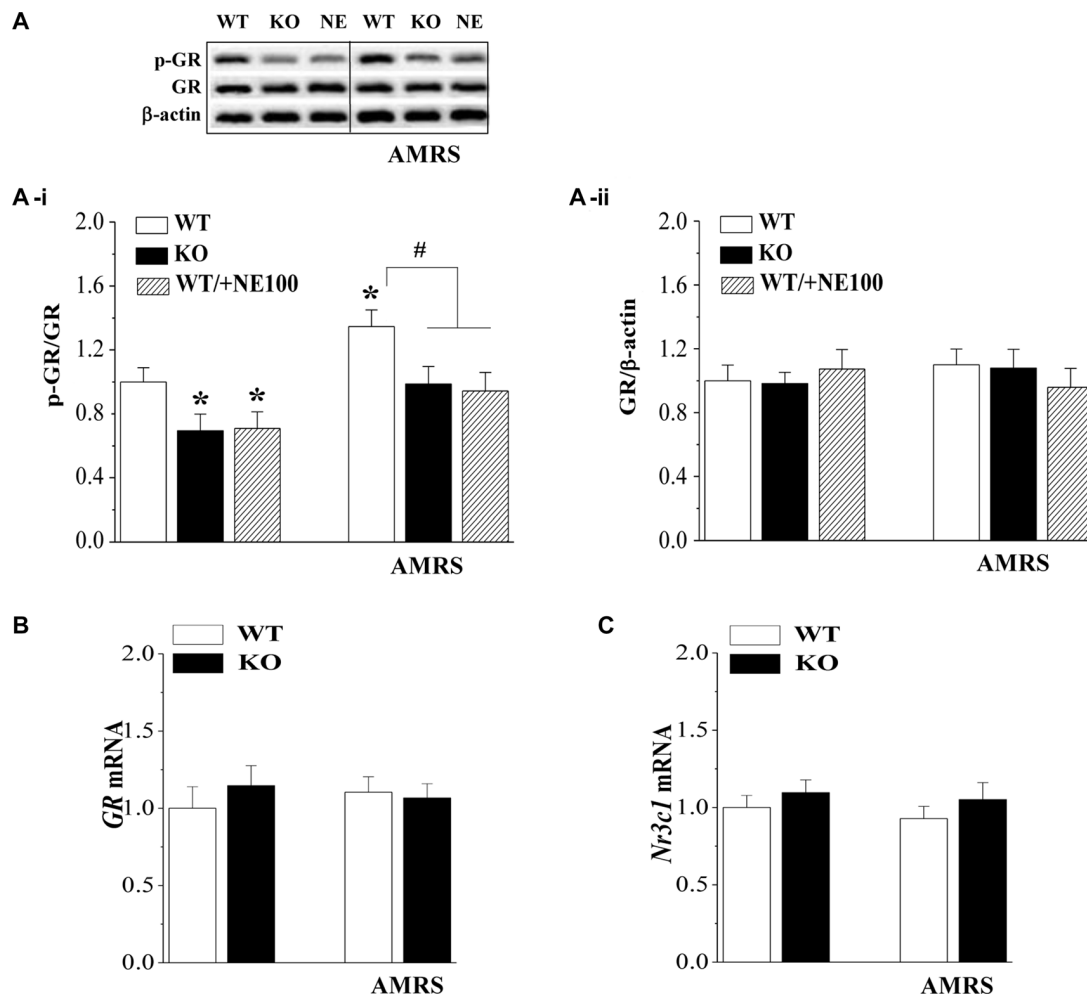 A
WT KO NE WT KO NE
p-GR
GR
β-actin
AMRS
A-i
WT
KO
WT/+NE100
p-GR/GR
2.0
1.6
1.2
0.8
0.4
0.0
* * * #
AMRS
A-ii
WT
KO
WT/+NE100
GR/β-actin
2.0
1.6
1.2
0.8
0.4
0.0
AMRS
B
WT
KO
GR mRNA
2.0
1.5
1.0
0.5
0.0
AMRS
C
WT
KO
Nr3cl mRNA
2.0
1.5
1.0
0.5
0.0
AMRS